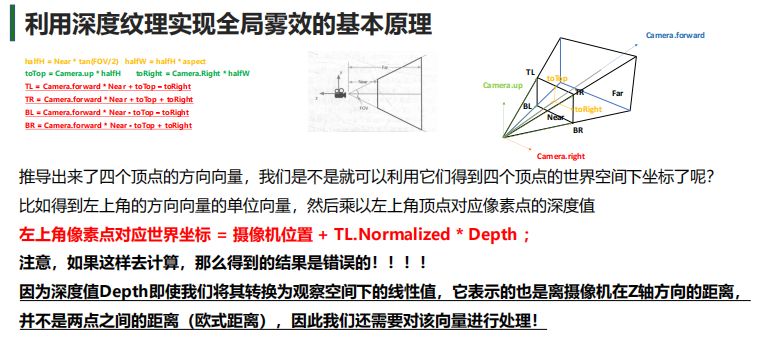 利用深度纹理实现全局雾效的基本原理
halfH = Near * tan(FOV/2) halfW = halfH * aspect
toTop = Camera.up * halfH toRight = Camera.Right * halfW
TL = Camera.forward * Near + toTop – toRight
TR = Camera.forward * Near + toTop + toRight
BL = Camera.forward * Near - toTop – toRight
BR = Camera.forward * Near - toTop + toRight
Far
Near
FOV
Camera.forward
TL
toTop
Camera.up
TR
Far
BL
toRight
Near
BR
Camera.right
推导出来了四个顶点的方向向量，我们是不是就可以利用它们得到四个顶点的世界空间下坐标了呢？
比如得到左上角的方向向量的单位向量，然后乘以左上角顶点对应像素点的深度值
左上角像素点对应世界坐标 = 摄像机位置 + TL.Normalized * Depth ；
注意，如果这样去计算，那么得到的结果是错误的！！！！
因为深度值Depth即使我们将其转换为观察空间下的线性值，它表示的也是离摄像机在Z轴方向的距离，
并不是两点之间的距离（欧式距离），因此我们还需要对该向量进行处理！